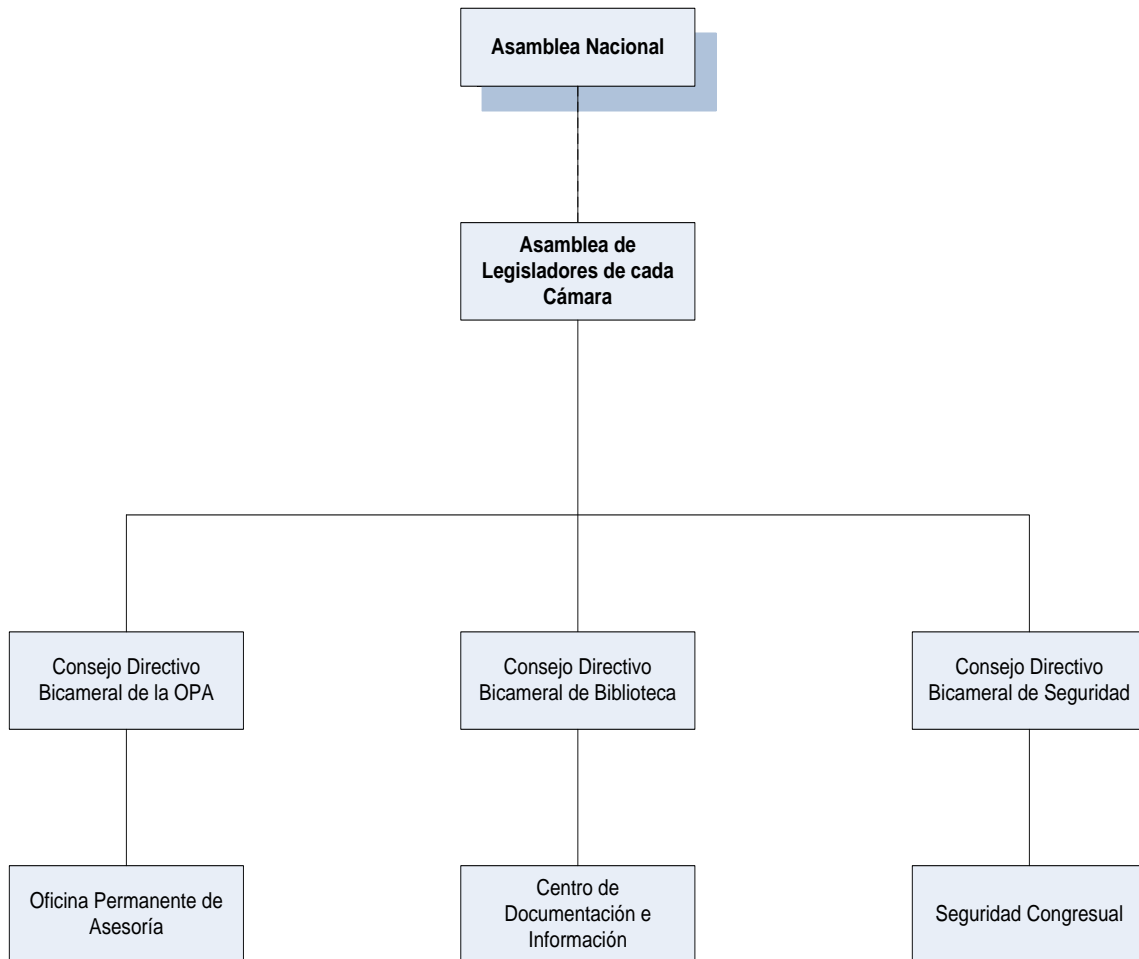 Asamblea Nacional
Asamblea de
Legisladores de cada
Cámara
Consejo Directivo
Bicameral de la OPA
Consejo Directivo
Bicameral de Biblioteca
Consejo Directivo
Bicameral de Seguridad
Oficina Permanente de
Asesoría
Centro de
Documentación e
Información
Seguridad Congresual